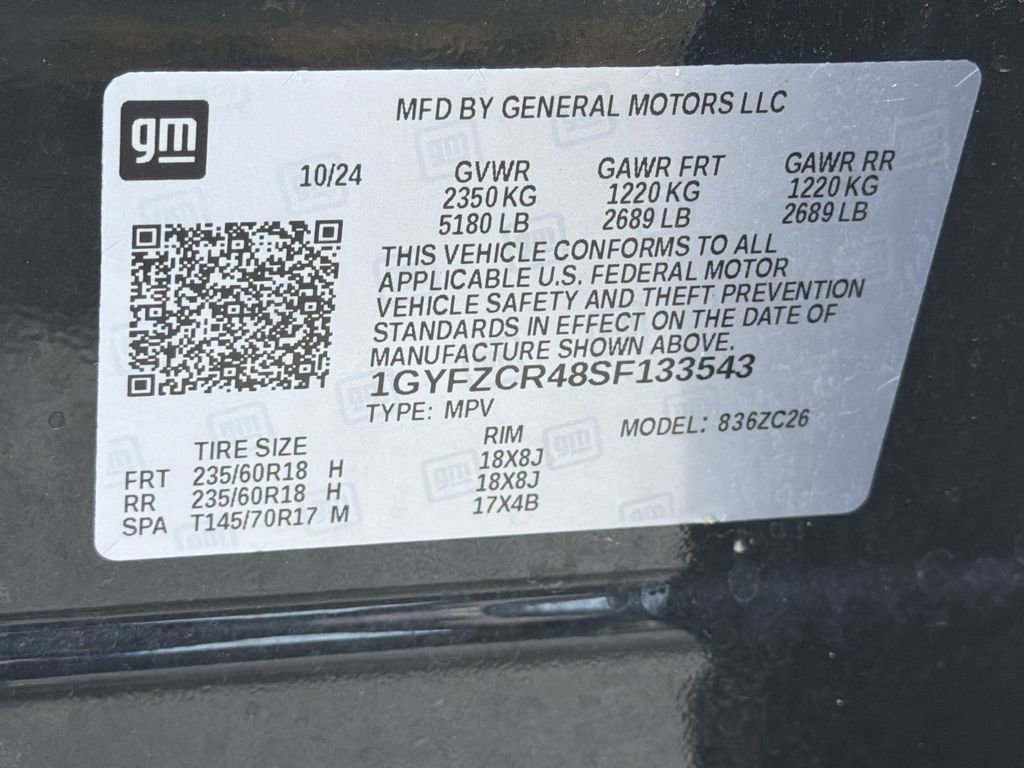 gm
MFD BY GENERAL MOTORS LLC
10/24 GVWR GAWR FRT GAWR RR
2350 KG 1220 KG 1220 KG
5180 LB 2689 LB 2689 LB
THIS VEHICLE CONFORMS TO ALL
APPLICABLE U.S. FEDERAL MOTOR
VEHICLE SAFETY AND THEFT PREVENTION
STANDARDS IN EFFECT ON THE DATE OF
MANUFACTURE SHOWN ABOVE.
1GYFZCR48SF133543
TYPE: MPV MODEL: 836ZC26
TIRE SIZE RIM
FRT 235/60R18 H 18X8J
RR 235/60R18 H 18X8J
SPA T145/70R17 M 17X4B